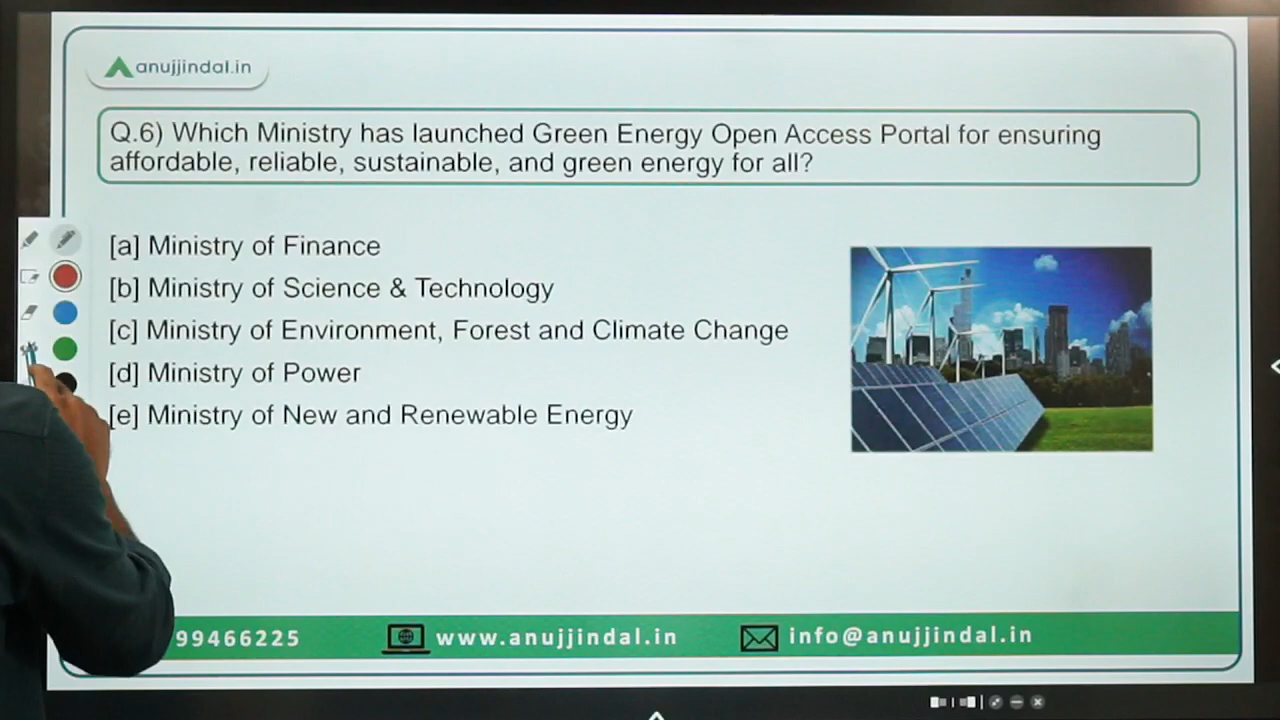 anujjindal.in
Q.6) Which Ministry has launched Green Energy Open Access Portal for ensuring
affordable, reliable, sustainable, and green energy for all?
[a] Ministry of Finance
[b] Ministry of Science & Technology
[c] Ministry of Environment, Forest and Climate Change
[d] Ministry of Power
[e] Ministry of New and Renewable Energy
99466225 www.anujjindal.in info@anujjindal.in